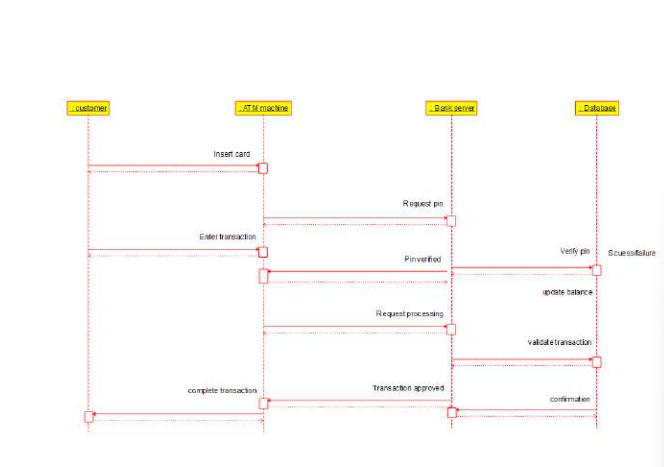 : customer
: ATM machine
: Bank server
: Database
Insert card
Request pin
Enter transaction
Verify pin
Scuess/failure
Pin verified
update balance
Request processing
validate transaction
complete transaction
Transaction approved
confirmation